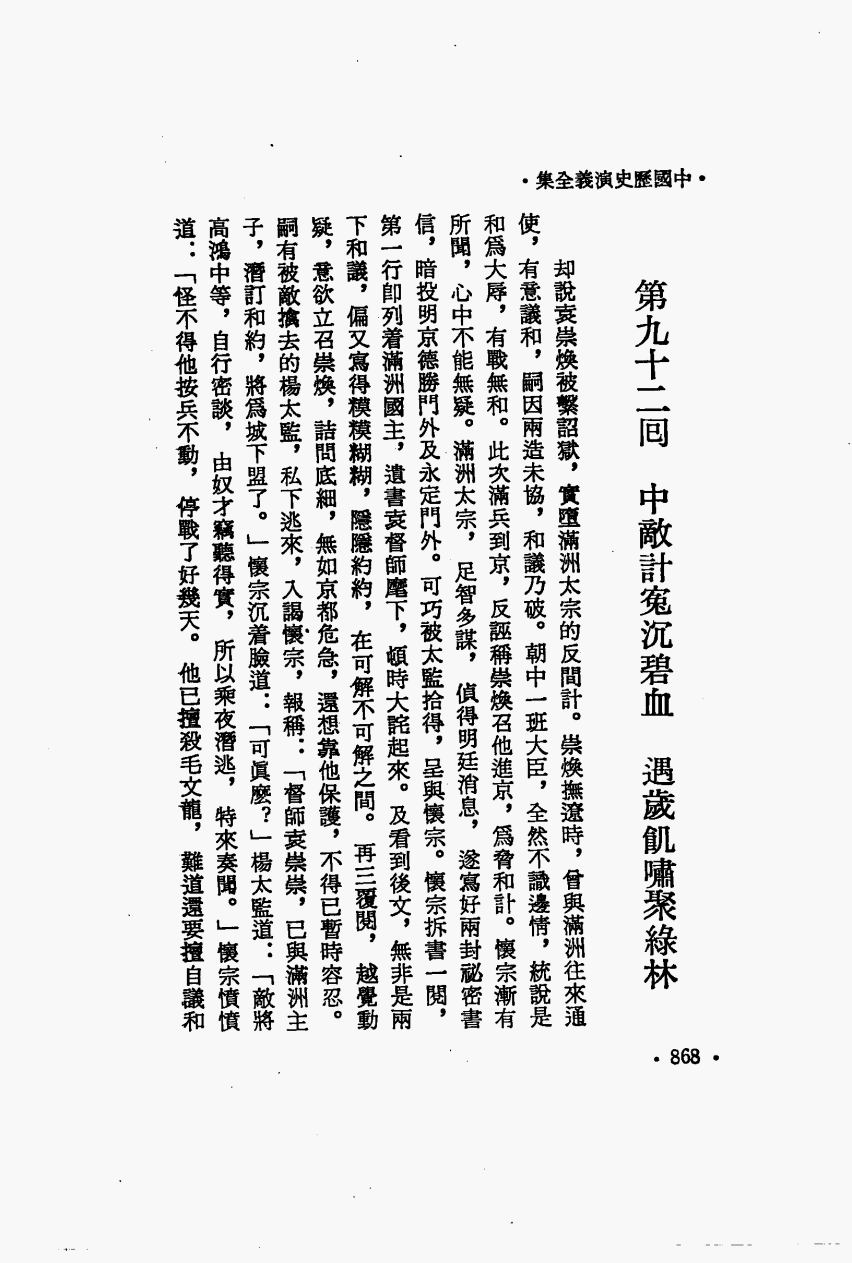 ・中國歷史演義全集・
第九十二回　中敵計寃沉碧血　遇歲飢嘯聚綠林
却說袁崇煥被繫詔獄，實墮滿洲太宗的反間計。崇煥撫遼時，曾與滿洲往來通
使，有意議和，嗣因兩造未協，和議乃破。朝中一班大臣，全然不識邊情，統說是
和爲大辱，有戰無和。此次滿兵到京，反誣稱崇煥召他進京，爲脅和計。懷宗漸有
所聞，心中不能無疑。滿洲太宗，足智多謀，偵得明廷消息，遂寫好兩封祕密書
信，暗投明京德勝門外及永定門外。可巧被太監拾得，呈與懷宗。懷宗拆書一閱，
第一行卽列着滿洲國主，遺書袁督師麾下，頓時大詫起來。及看到後文，無非是兩
下和議，偏又寫得糢糢糊糊，隱隱約約，在可解不可解之間。再三覆閱，越覺動
疑，意欲立召崇煥，詰問底細，無如京都危急，還想靠他保護，不得已暫時容忍。
嗣有被敵擒去的楊太監，私下逃來，入謁懷宗，報稱：「督師袁崇崇，已與滿洲主
子，潛訂和約，將爲城下盟了。」懷宗沉着臉道：「可眞麽？」楊太監道：「敵將
高鴻中等，自行密談，由奴才竊聽得實，所以乘夜潛逃，特來奏聞。」懷宗憤憤
道：「怪不得他按兵不動，停戰了好幾天。他已擅殺毛文龍，難道還要擅自議和
・868・